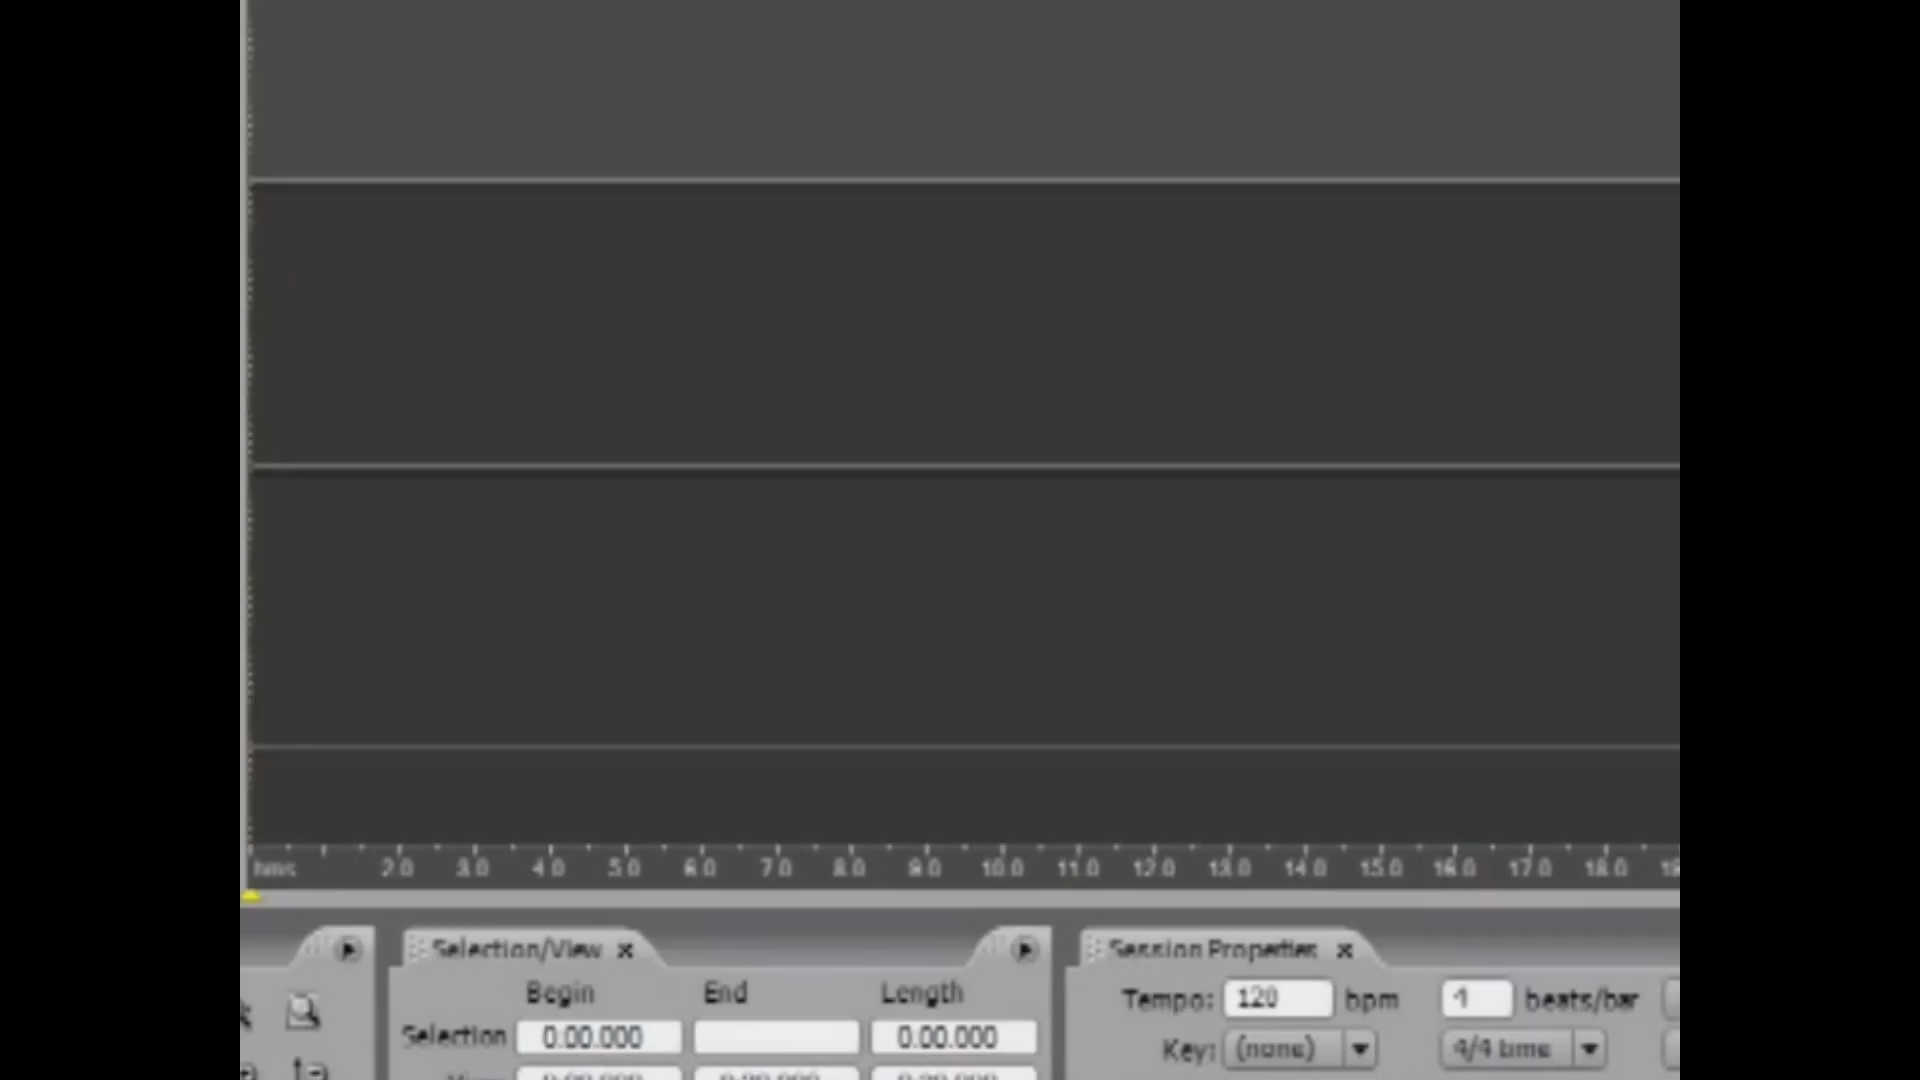 hms 2.0 3.0 4.0 5.0 6.0 7.0 8.0 9.0 10.0 11.0 12.0 13.0 14.0 15.0 16.0 17.0 18.0
Selection/View x
Session Properties x
Begin End Length
Tempo: 120 bpm 4 beats/bar
Selection 0:00.000 0:00.000
Key: (none) 4/4 time